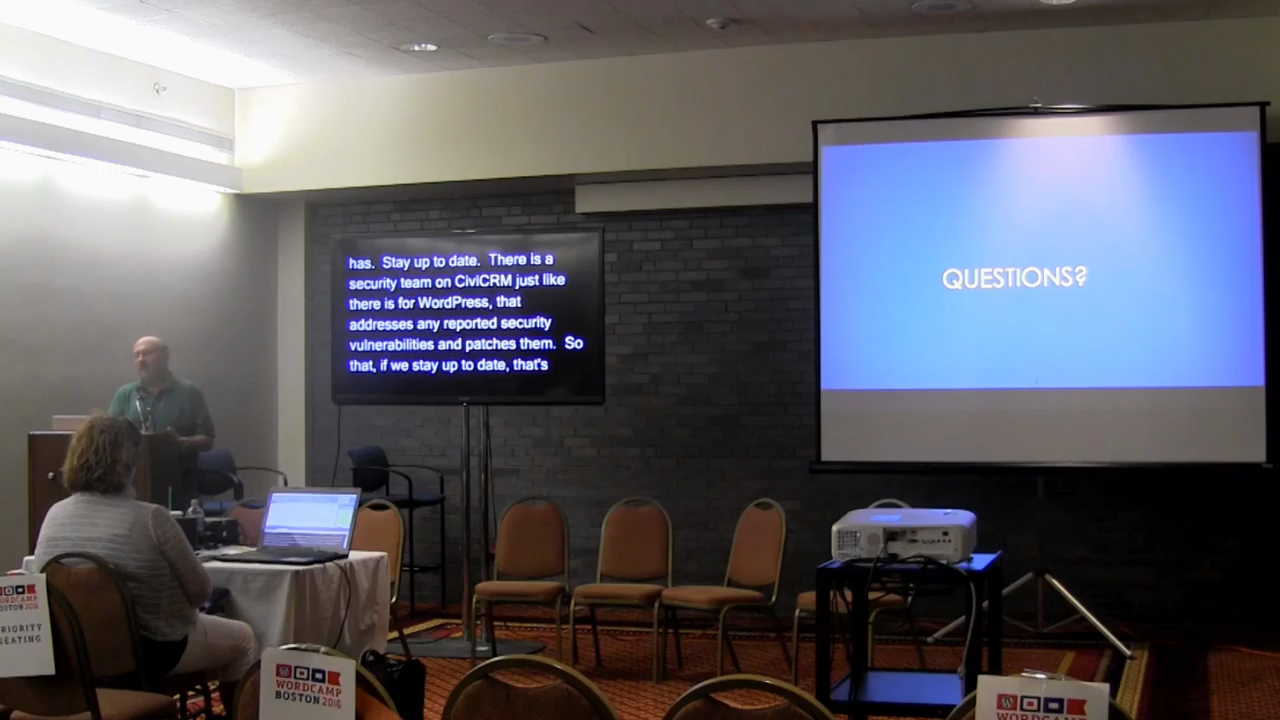 has. Stay up to date. There is a
security team on CiviCRM just like
there is for WordPress, that
addresses any reported security
vulnerabilities and patches them. So
that, if we stay up to date, that's
QUESTIONS?
WORDCAMP
BOSTON 2016
PRIORITY
SEATING
WORDCAMP
BOSTON 2016
WORDCAMP